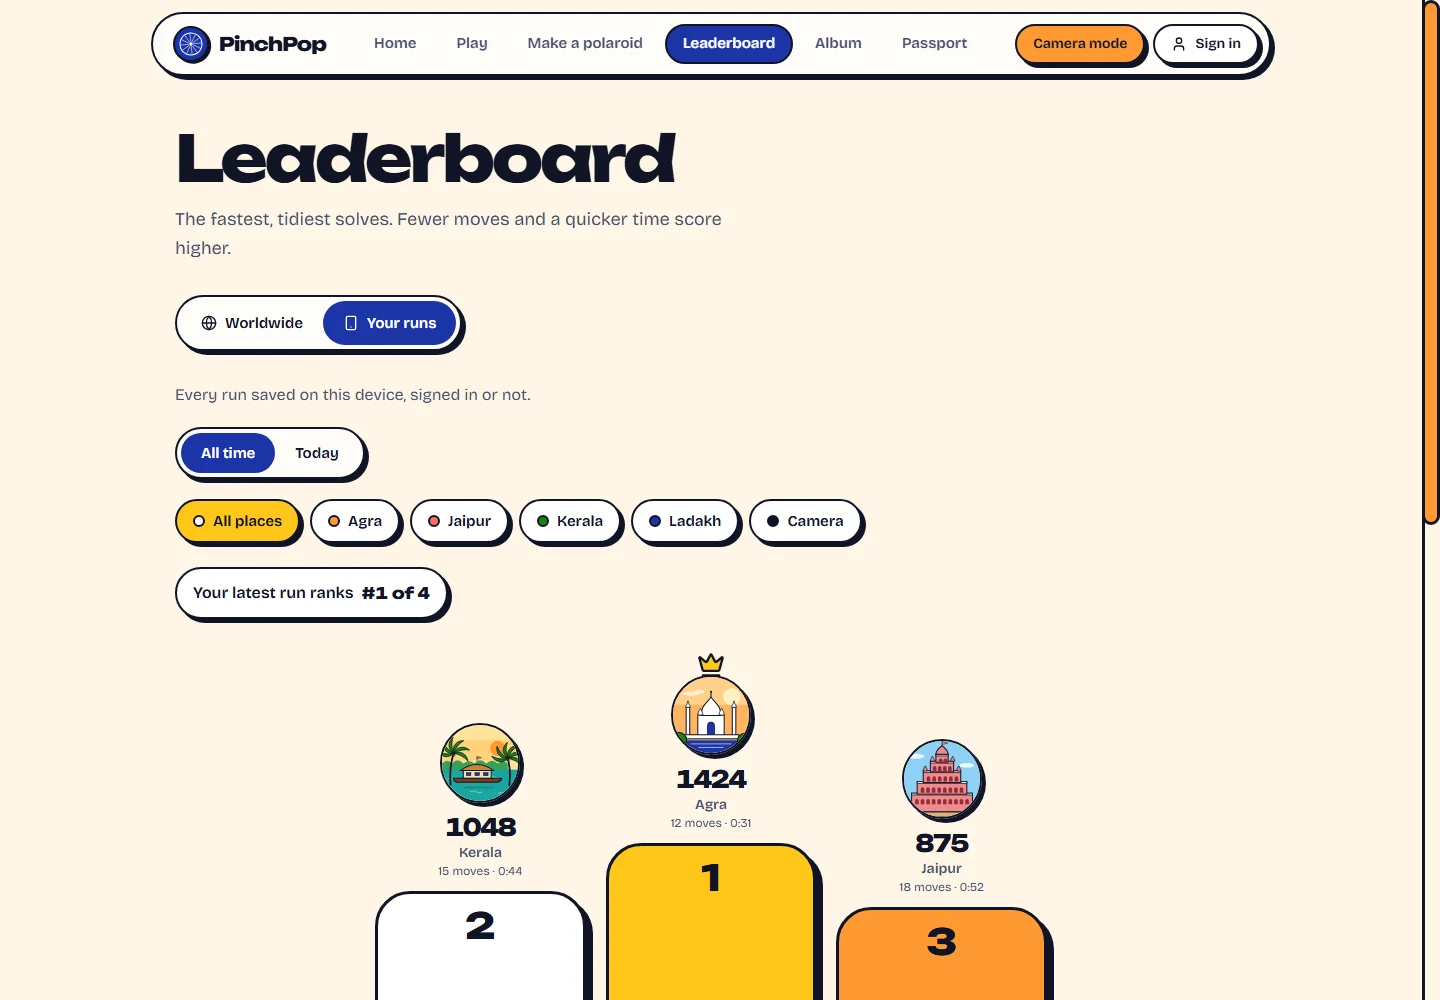 PinchPop
Home
Play
Make a polaroid
Leaderboard
Album
Passport
Camera mode
Sign in
Leaderboard
The fastest, tidiest solves. Fewer moves and a quicker time score
higher.
Worldwide
Your runs
Every run saved on this device, signed in or not.
All time
Today
All places
Agra
Jaipur
Kerala
Ladakh
Camera
Your latest run ranks #1 of 4
1424
Agra
12 moves · 0:31
1048
Kerala
15 moves · 0:44
875
Jaipur
18 moves · 0:52
1
2
3